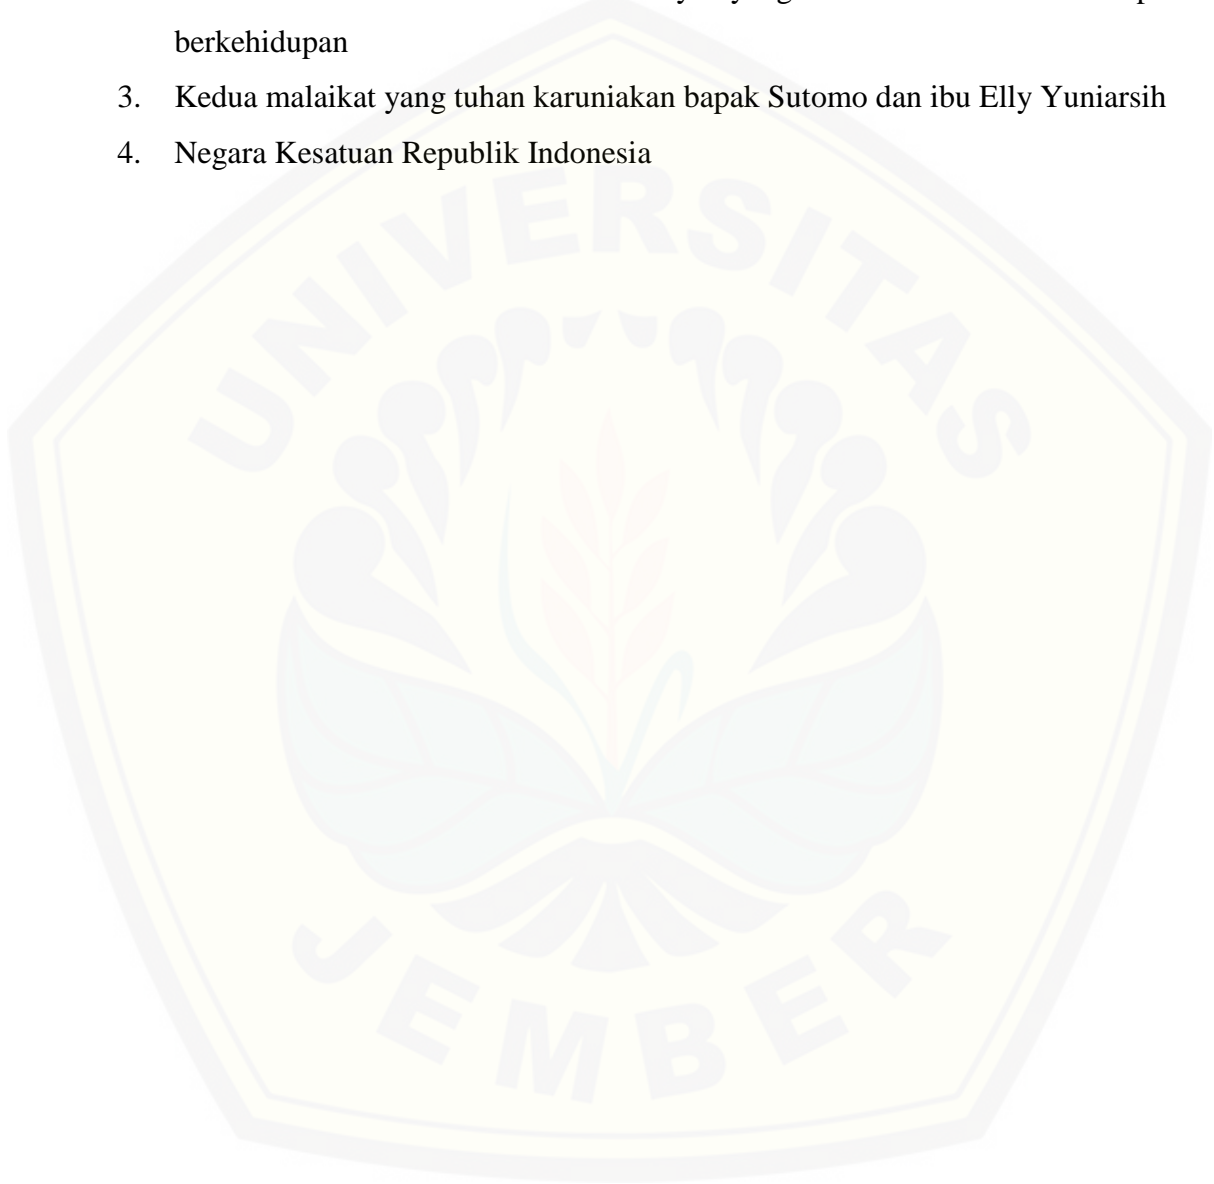 berkehidupan
3. Kedua malaikat yang tuhan karuniakan bapak Sutomo dan ibu Elly Yuniarsih
4. Negara Kesatuan Republik Indonesia
UNIVERSITAS
JEMBER